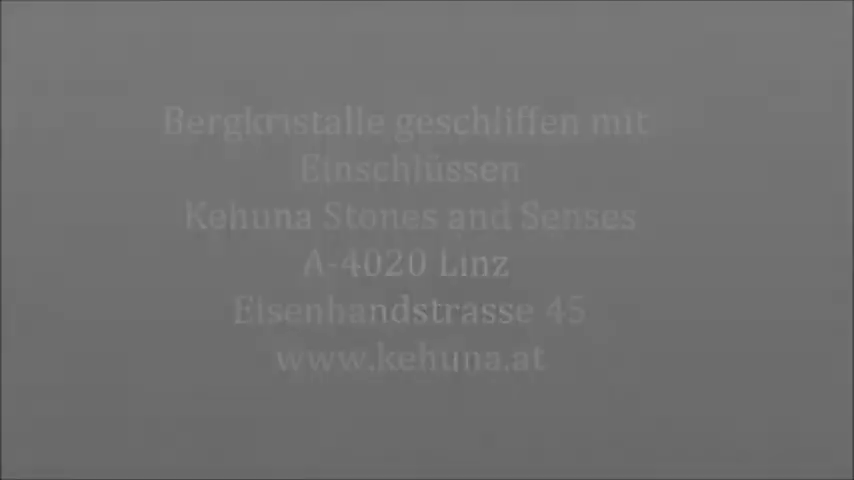 Bergkristalle geschliffen mit
Einschlüssen
Kehuna Stones and Senses
A-4020 Linz
Eisenhandstrasse 45
www.kehuna.at